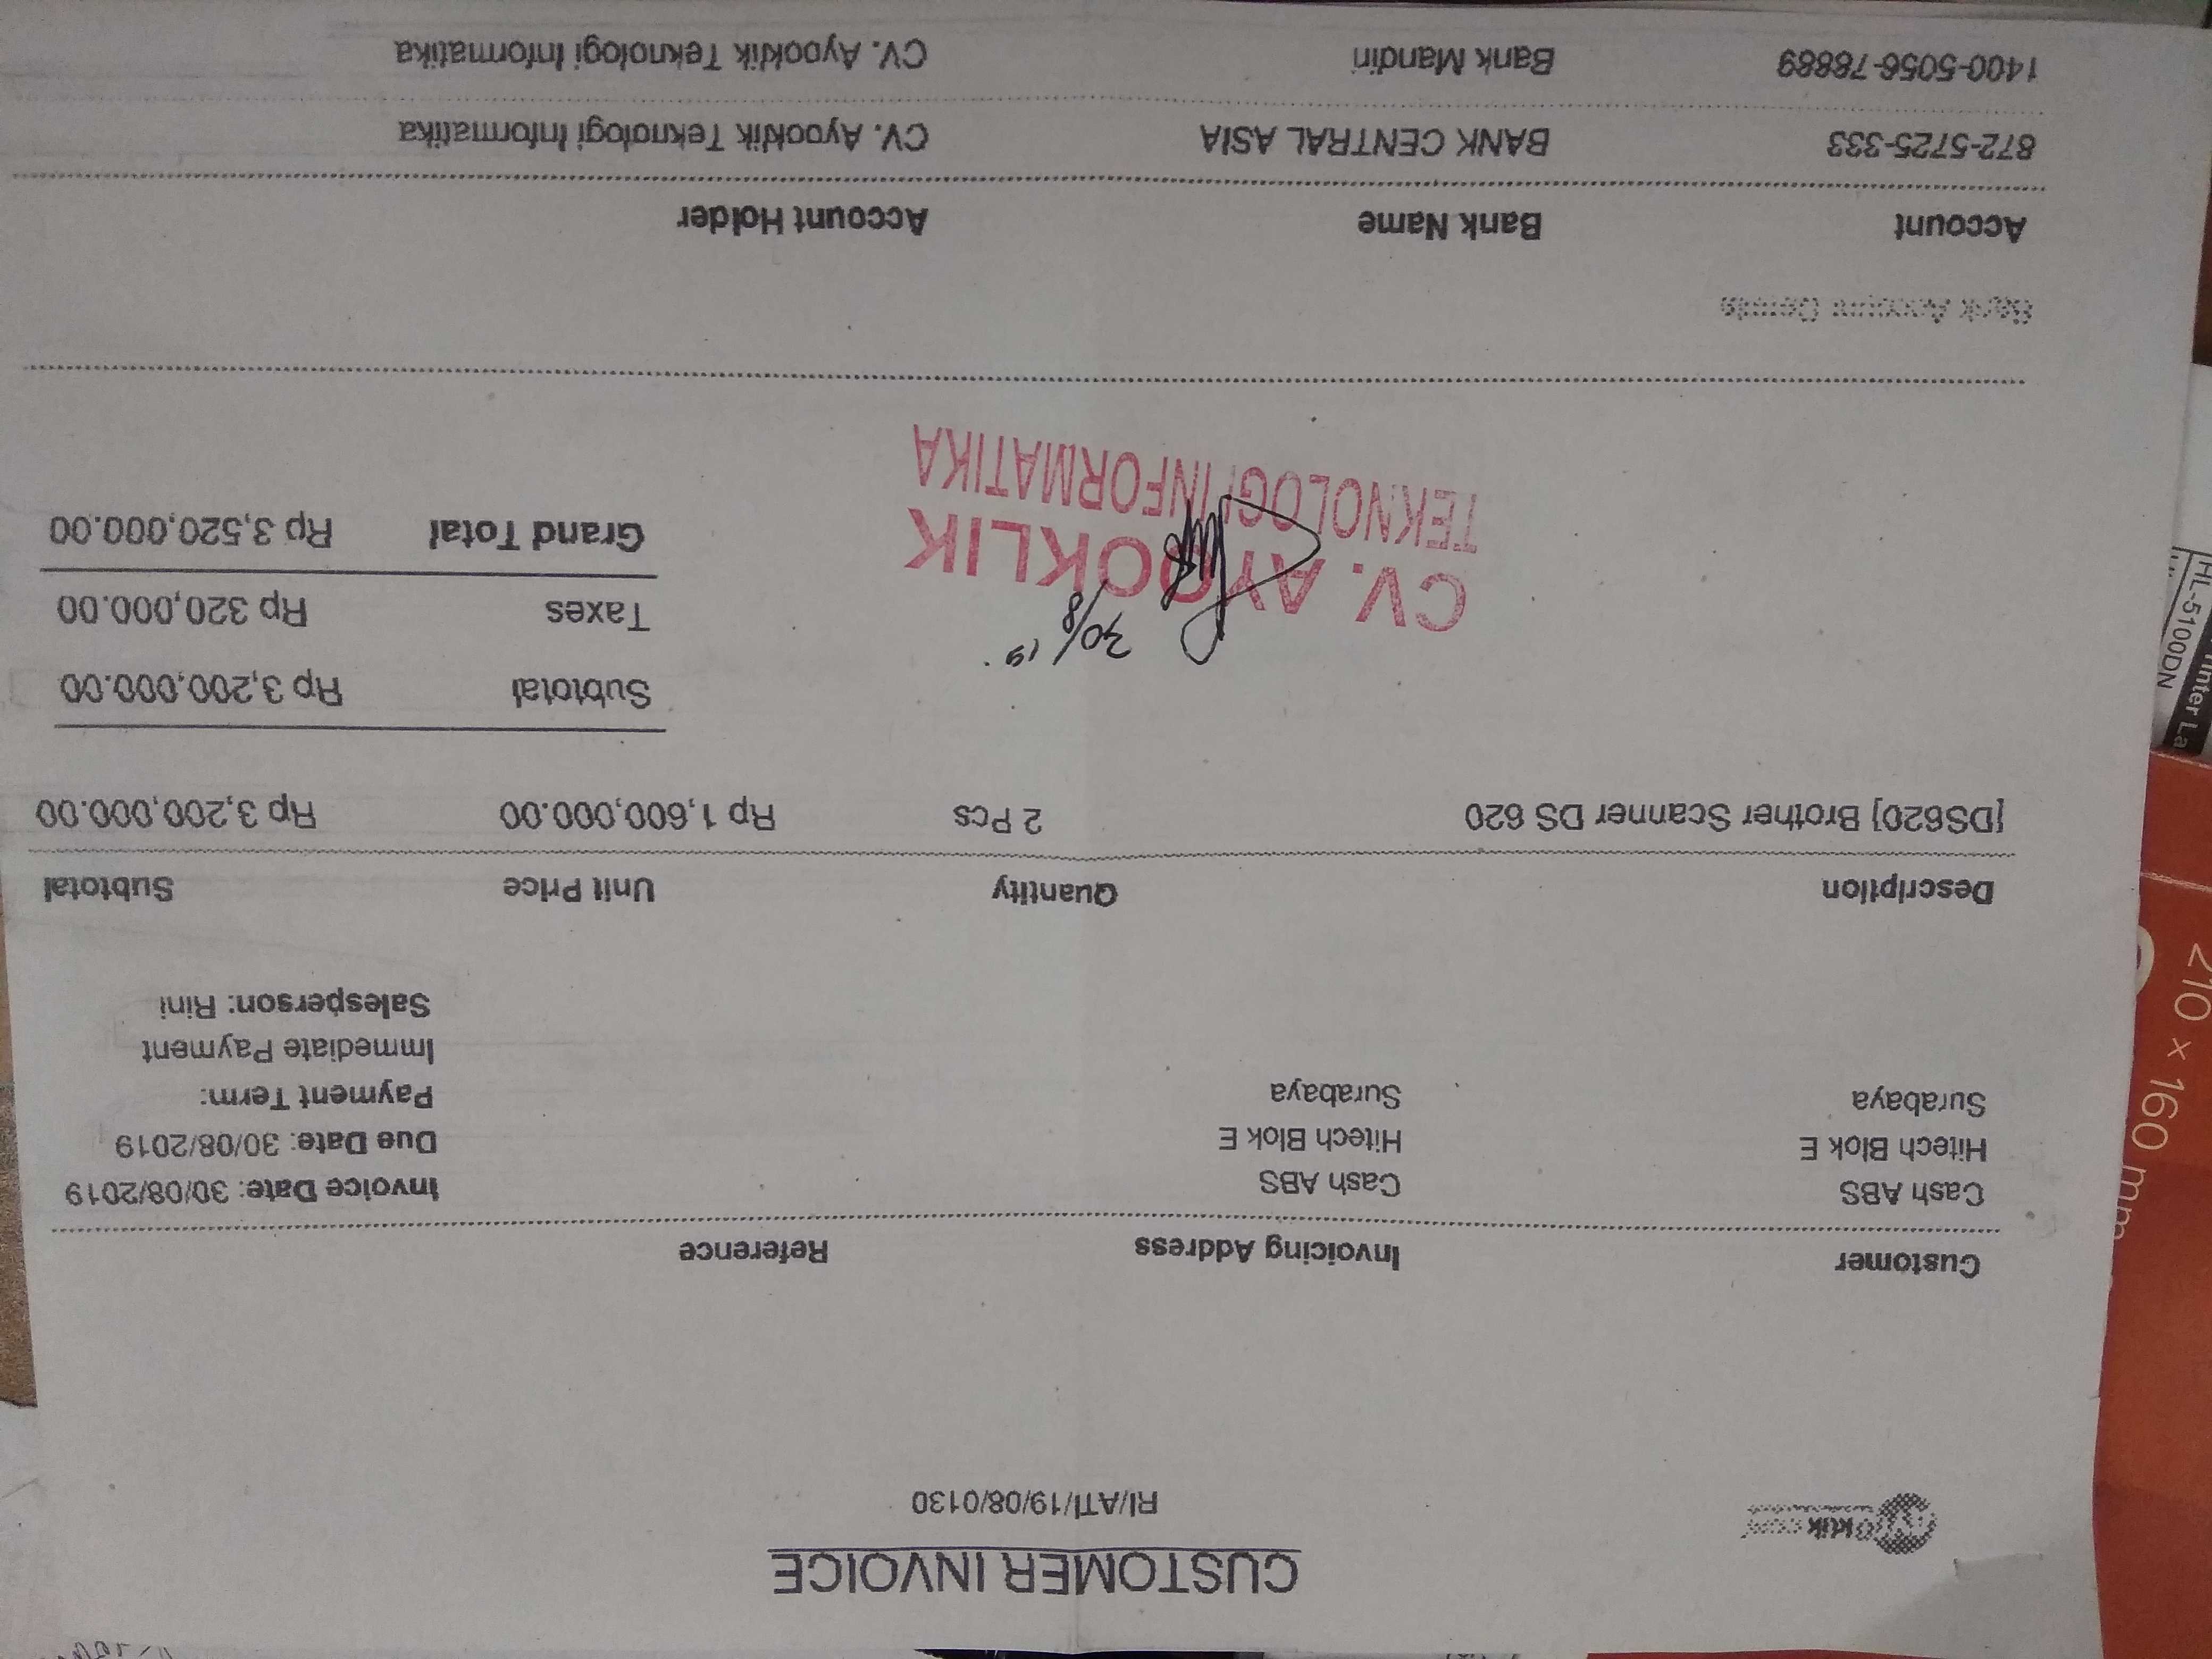 ayooklik.com
CUSTOMER INVOICE
RI/ATI/19/08/0130
Customer Invoicing Address Reference
Cash ABS Cash ABS Invoice Date: 30/08/2019
Hitech Blok E Hitech Blok E Due Date: 30/08/2019
Surabaya Surabaya Payment Term:
Immediate Payment
Salesperson: Rini
Description Quantity Unit Price Subtotal
[DS620] Brother Scanner DS 620 2 Pcs Rp 1,600,000.00 Rp 3,200,000.00
Subtotal Rp 3,200,000.00
Taxes Rp 320,000.00
Grand Total Rp 3,520,000.00
30/8 19.
CV. AYOOKLIK
TEKNOLOGI INFORMATIKA
Bank Account Details
Account Bank Name Account Holder
872-5725-333 BANK CENTRAL ASIA CV. Ayooklik Teknologi Informatika
1400-5056-78889 Bank Mandiri CV. Ayooklik Teknologi Informatika
HL-5100DN
210 × 160 mm